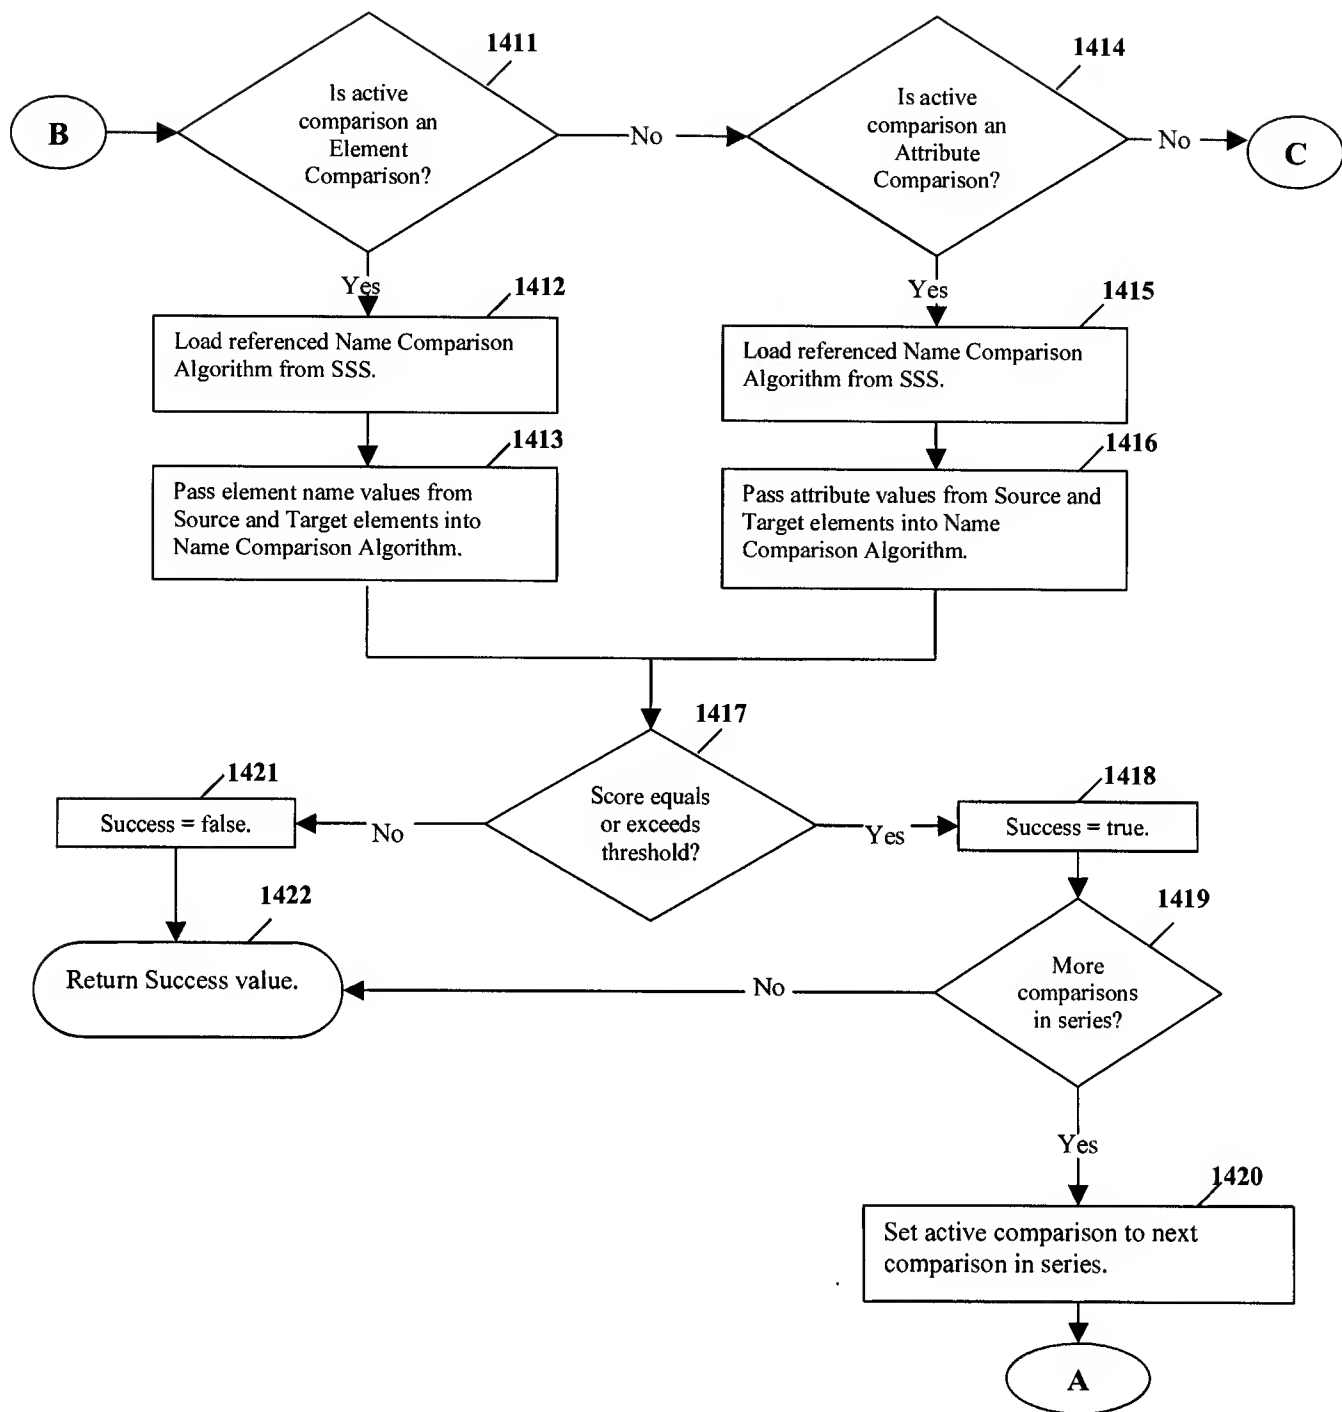 1411
1414
B
Is active
comparison an
Element
Comparison?
No
Is active
comparison an
Attribute
Comparison?
No
C
Yes
1412
Yes
1415
Load referenced Name Comparison
Algorithm from SSS.
Load referenced Name Comparison
Algorithm from SSS.
1413
1416
Pass element name values from
Source and Target elements into
Name Comparison Algorithm.
Pass attribute values from Source and
Target elements into Name
Comparison Algorithm.
1417
1421
1418
Success = false.
No
Score equals
or exceeds
threshold?
Yes
Success = true.
1422
1419
Return Success value.
No
More
comparisons
in series?
Yes
1420
Set active comparison to next
comparison in series.
A